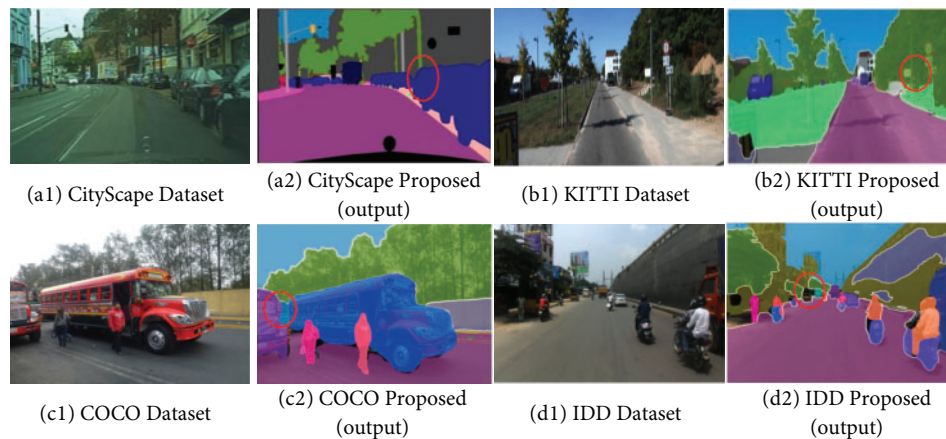 (a1) CityScape Dataset
(a2) CityScape Proposed
(output)
(b1) KITTI Dataset
(b2) KITTI Proposed
(output)
(c1) COCO Dataset
(c2) COCO Proposed
(output)
(d1) IDD Dataset
(d2) IDD Proposed
(output)